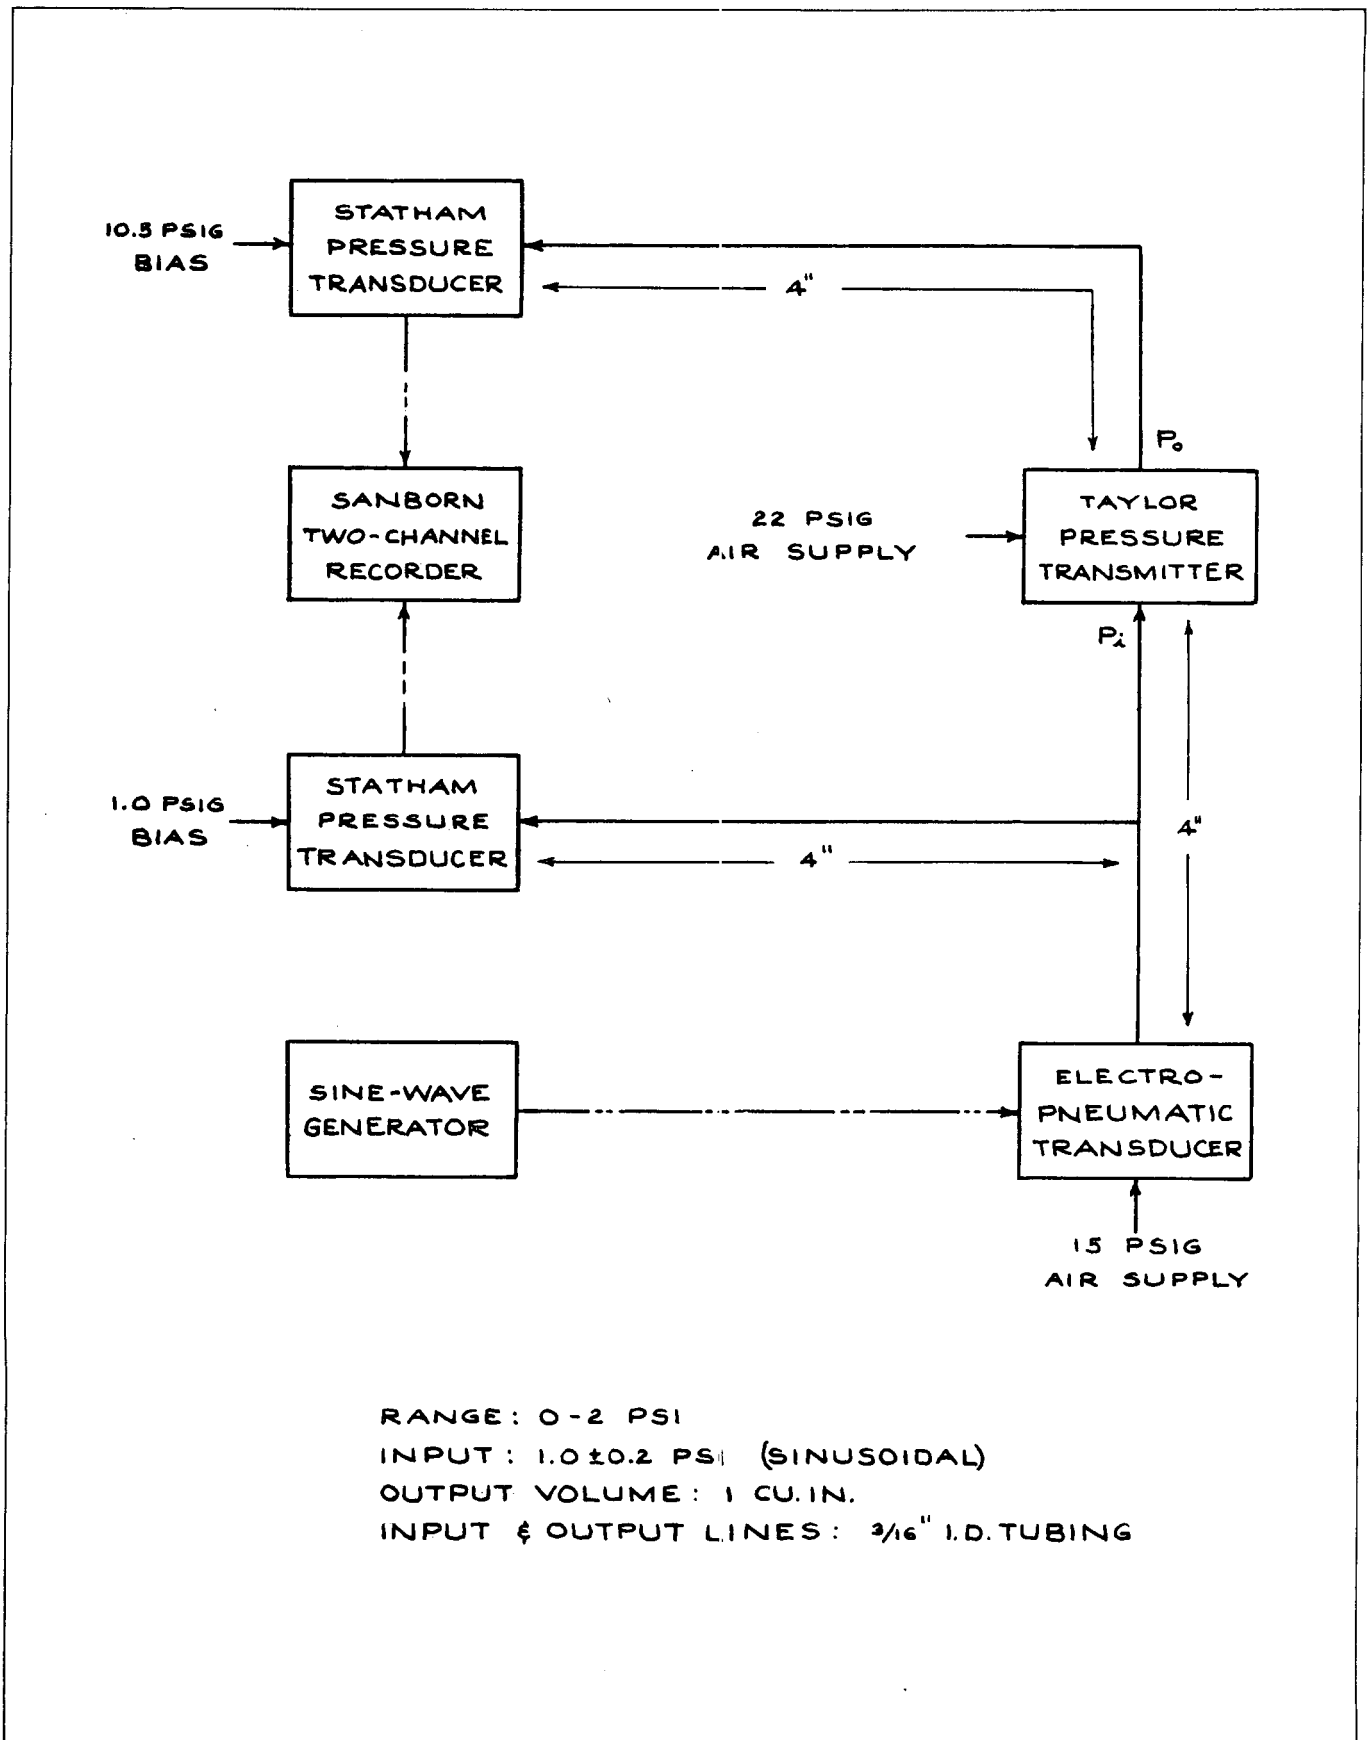 STATHAM
PRESSURE
TRANSDUCER
10.5 PSIG
BIAS
4"
P₀
SANBORN
TWO-CHANNEL
RECORDER
22 PSIG
AIR SUPPLY
TAYLOR
PRESSURE
TRANSMITTER
Pᵢ
STATHAM
PRESSURE
TRANSDUCER
1.0 PSIG
BIAS
4"
4"
SINE-WAVE
GENERATOR
ELECTRO-
PNEUMATIC
TRANSDUCER
15 PSIG
AIR SUPPLY
RANGE: 0-2 PSI
INPUT: 1.0±0.2 PSI (SINUSOIDAL)
OUTPUT VOLUME: 1 CU.IN.
INPUT & OUTPUT LINES: 3/16" I.D. TUBING